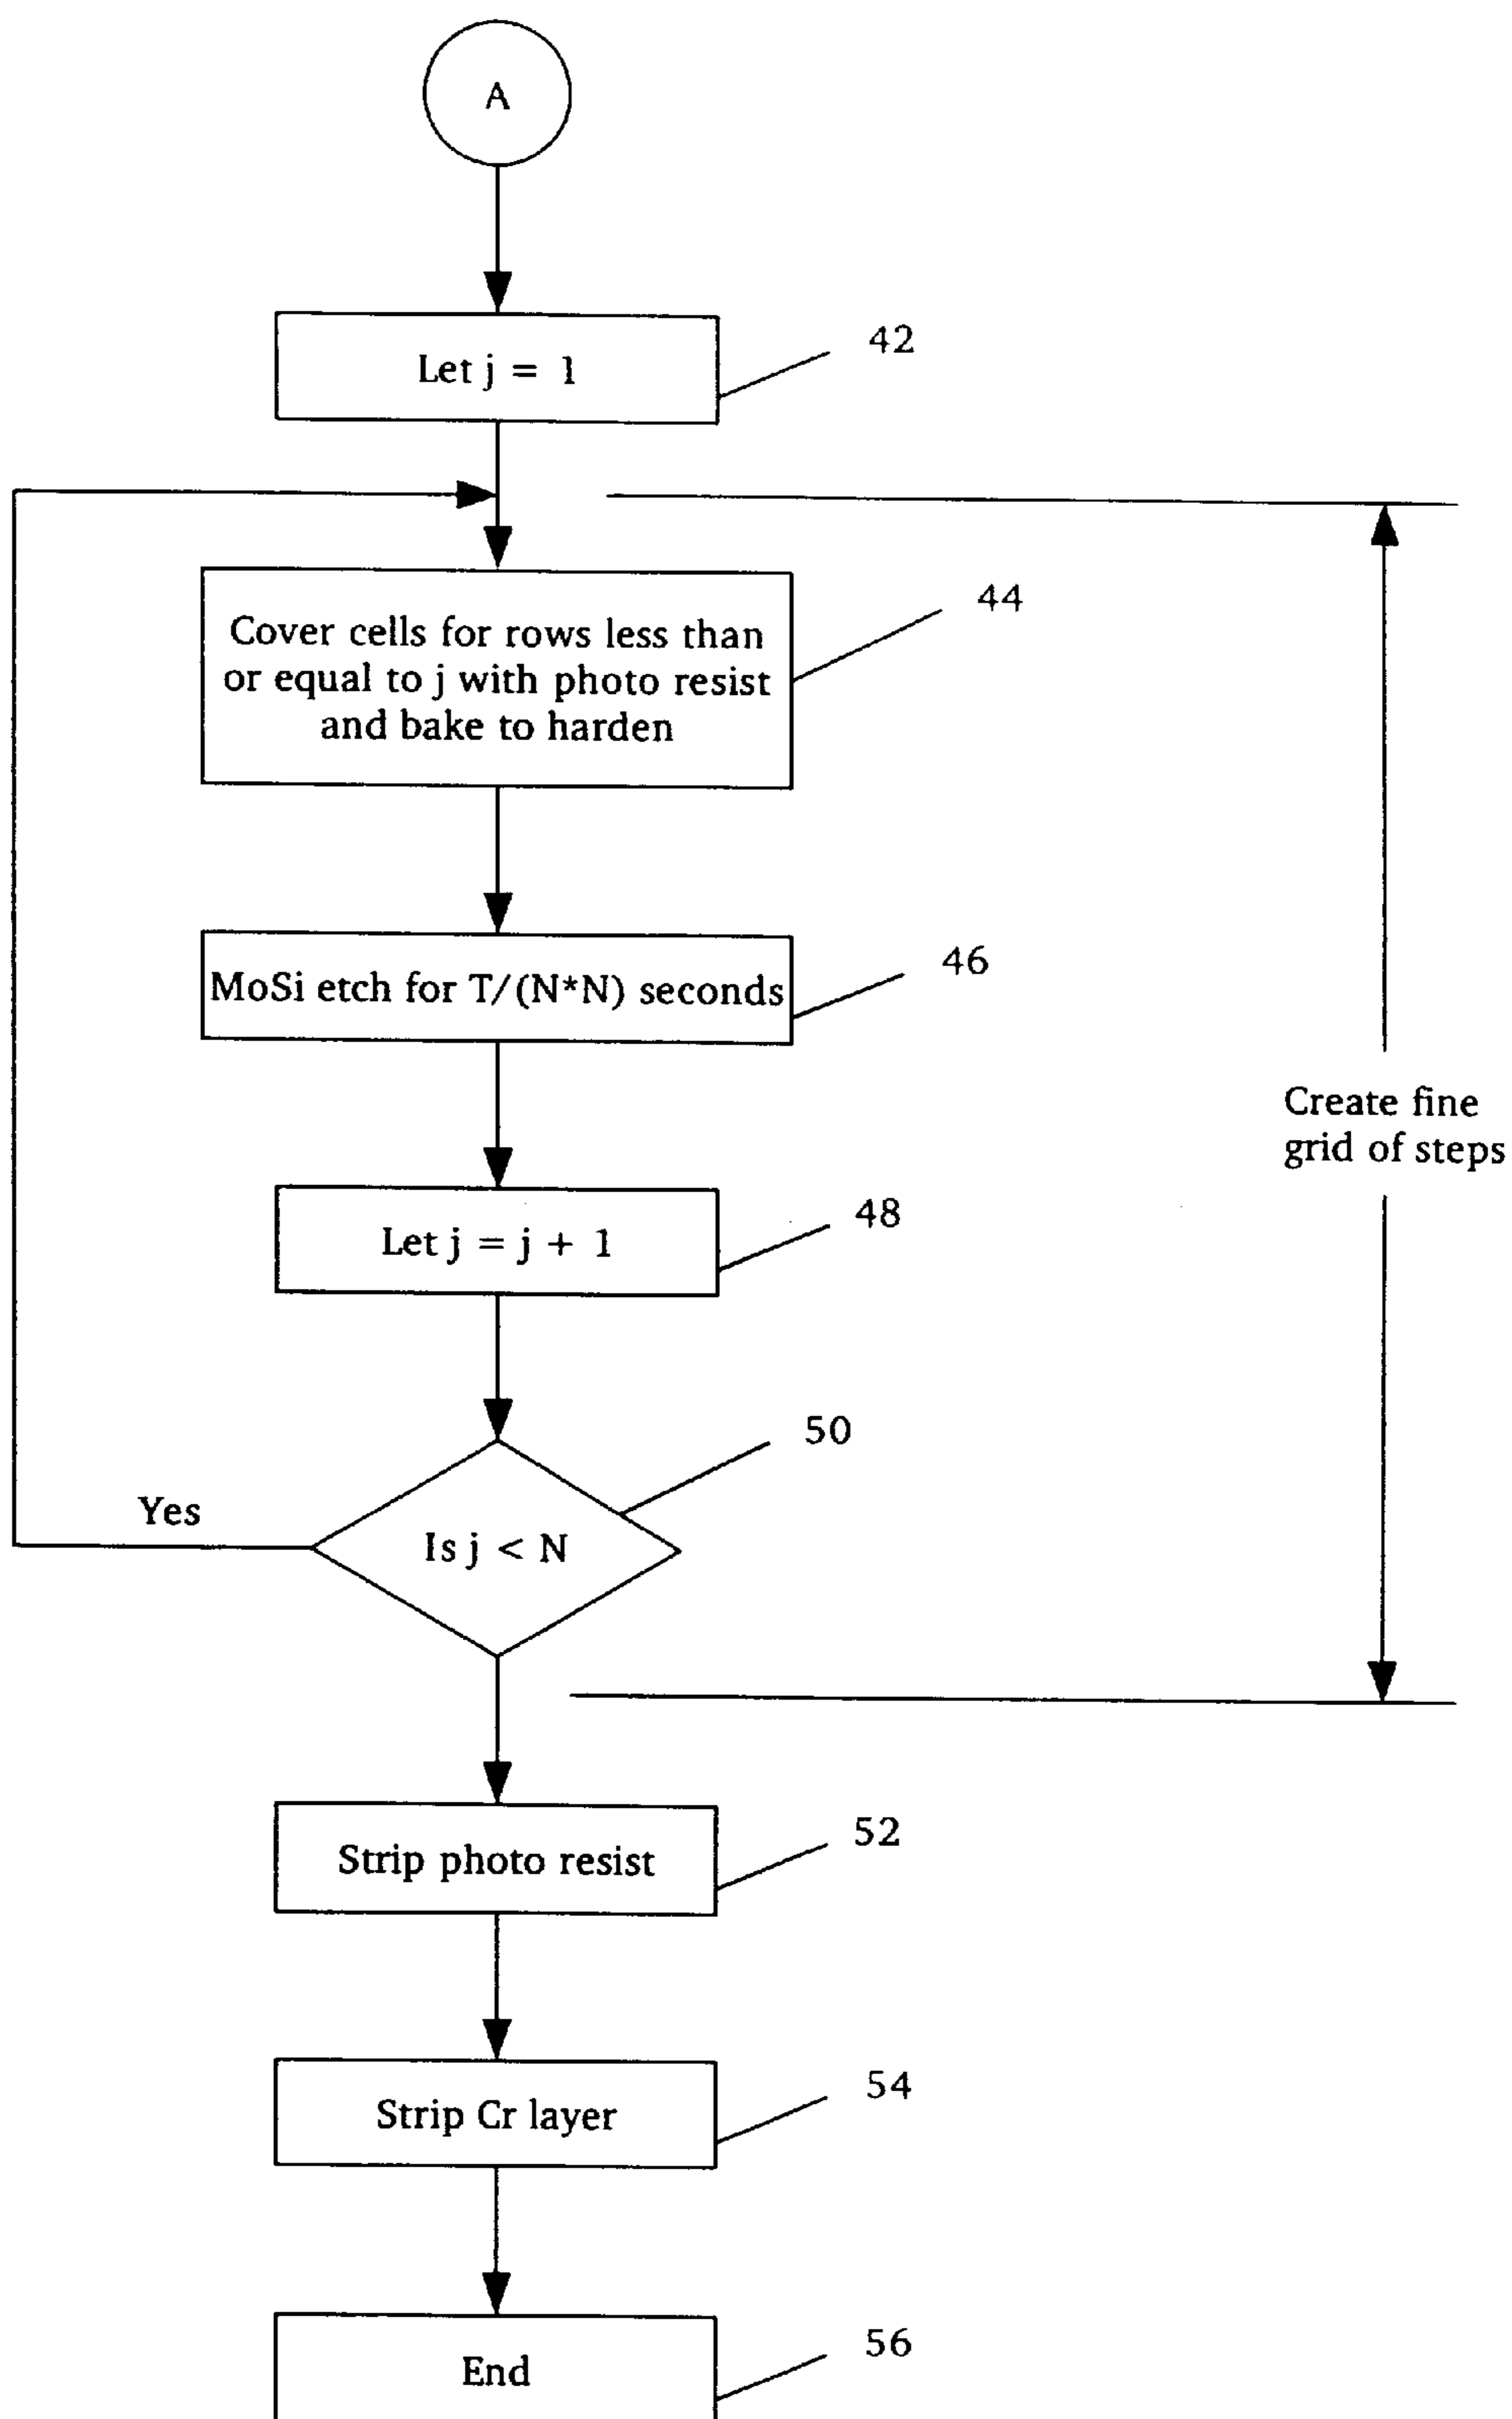 A
Let j = 1
42
Cover cells for rows less than
or equal to j with photo resist
and bake to harden
44
MoSi etch for T/(N*N) seconds
46
Create fine
grid of steps
Let j = j + 1
48
Is j < N
50
Yes
Strip photo resist
52
Strip Cr layer
54
End
56